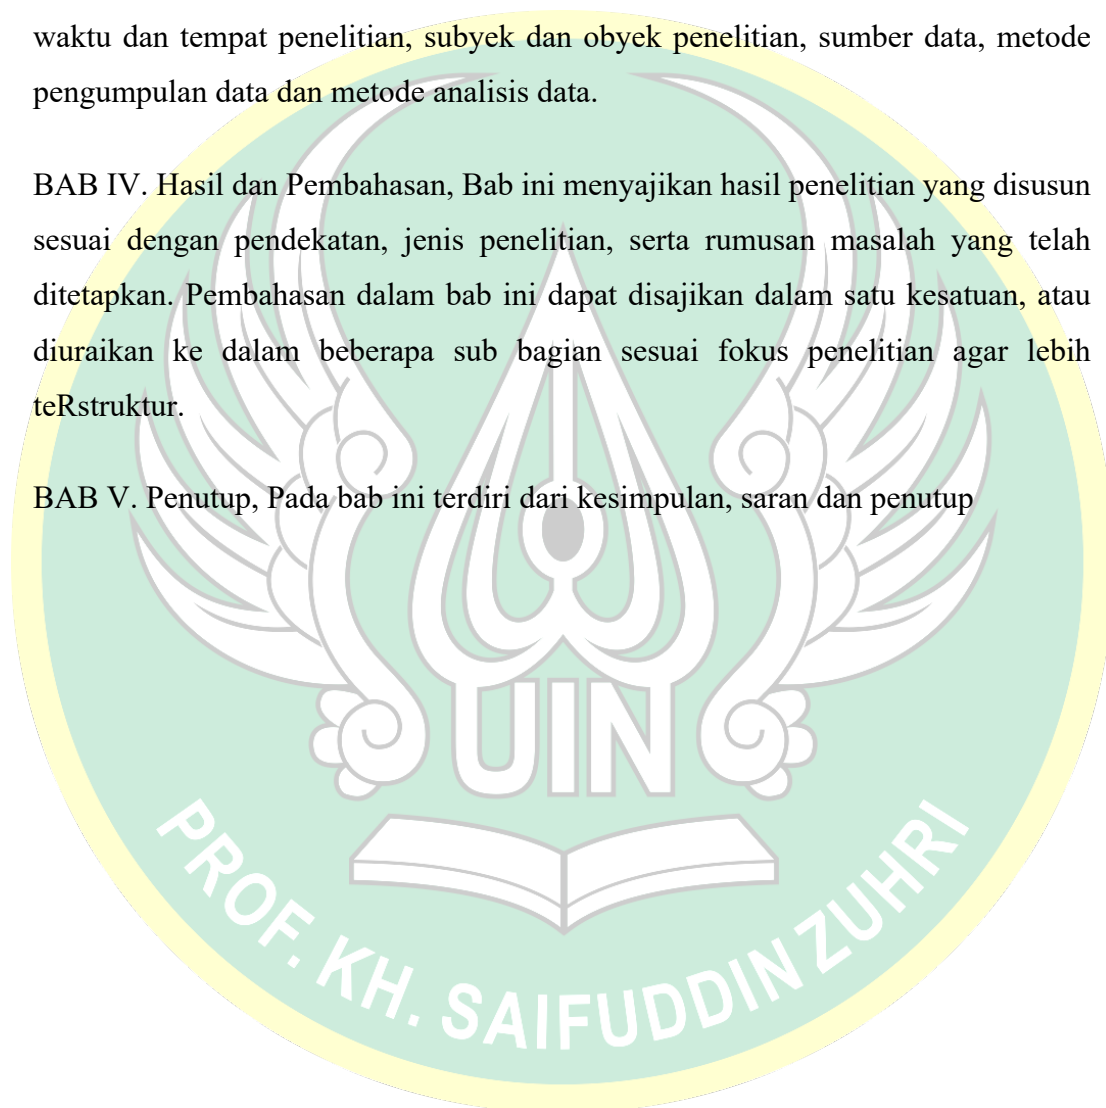 waktu dan tempat penelitian, subyek dan obyek penelitian, sumber data, metode
pengumpulan data dan metode analisis data.
BAB IV. Hasil dan Pembahasan, Bab ini menyajikan hasil penelitian yang disusun
sesuai dengan pendekatan, jenis penelitian, serta rumusan masalah yang telah
ditetapkan. Pembahasan dalam bab ini dapat disajikan dalam satu kesatuan, atau
diuraikan ke dalam beberapa sub bagian sesuai fokus penelitian agar lebih
teRstruktur.
BAB V. Penutup, Pada bab ini terdiri dari kesimpulan, saran dan penutup
UIN
PROF. KH. SAIFUDDIN ZUHRI